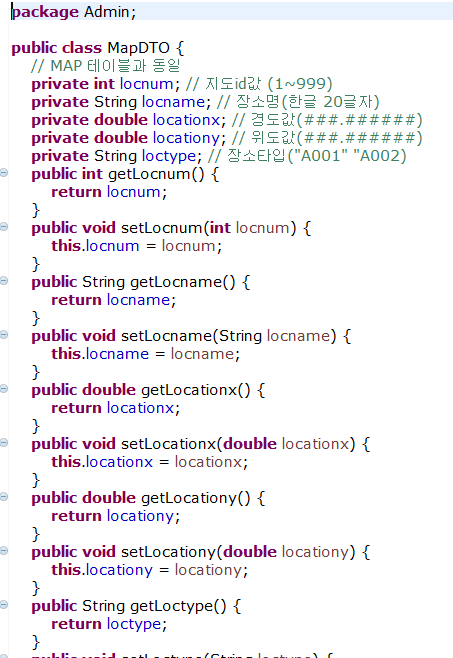 package Admin;
public class MapDTO {
// MAP 테이블과 동일
private int locnum; // 지도id값 (1~999)
private String locname; // 장소명(한글 20글자)
private double locationx; // 경도값(###.######)
private double locationy; // 위도값(###.######)
private String loctype; // 장소타입("A001" "A002)
public int getLocnum() {
return locnum;
}
public void setLocnum(int locnum) {
this.locnum = locnum;
}
public String getLocname() {
return locname;
}
public void setLocname(String locname) {
this.locname = locname;
}
public double getLocationx() {
return locationx;
}
public void setLocationx(double locationx) {
this.locationx = locationx;
}
public double getLocationy() {
return locationy;
}
public void setLocationy(double locationy) {
this.locationy = locationy;
}
public String getLoctype() {
return loctype;
}
public void setLoctype(String loctype) {